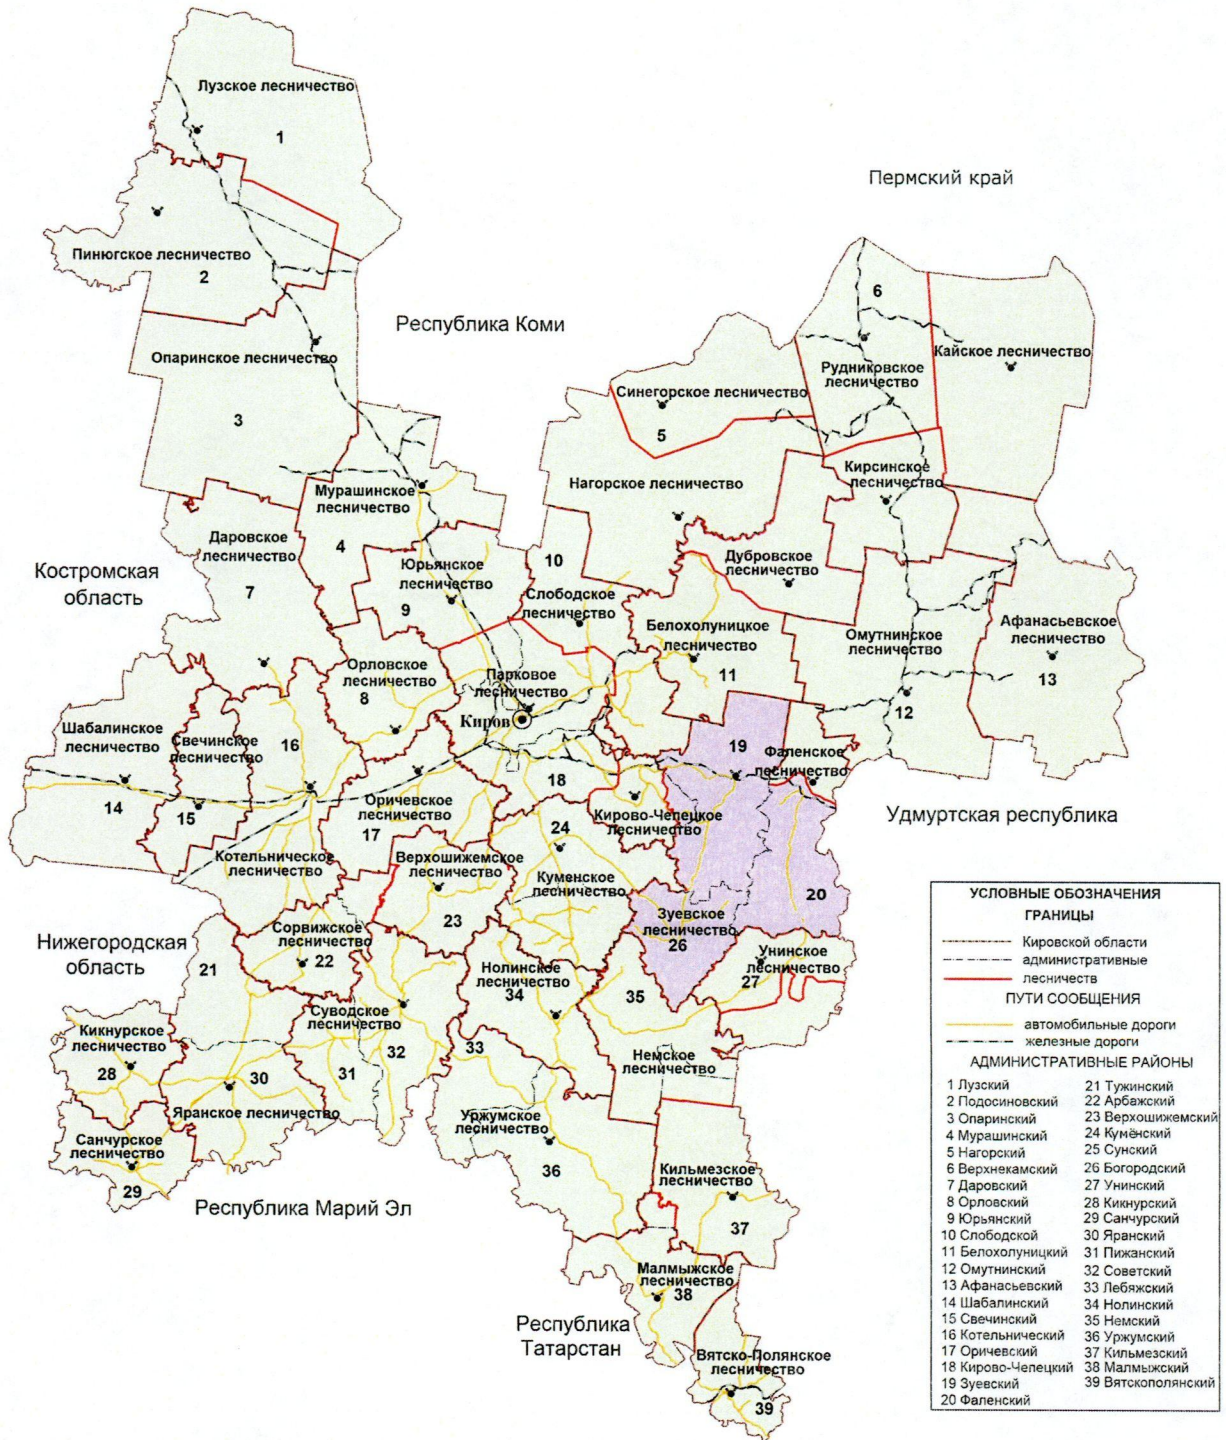 Лузское лесничество
1
Пермский край
Пинюгское лесничество
2
6
Республика Коми
Опаринское лесничество
Кайское лесничество
Рудниковское
лесничество
Синегорское лесничество
3
5
Кирсинское
лесничество
Нагорское лесничество
Мурашинское
лесничество
Даровское
лесничество
4
10
Дубровское
лесничество
Юрьянское
лесничество
Костромская
область
7
9
Слободское
лесничество
Белохолуницкое
лесничество
Афанасьевское
лесничество
Омутнинское
лесничество
Орловское
лесничество
8
Парковое
лесничество
11
13
Киров
12
Шабалинское
лесничество
Свечинское
лесничество
16
19
Фаленское
лесничество
18
14
15
Оричевское
лесничество
17
Кирово-Чепецкое
лесничество
Удмуртская республика
24
Котельническое
лесничество
Верхошижемское
лесничество
Куменское
лесничество
20
23
Зуевское
лесничество
26
Сорвижское
лесничество
22
Нижегородская
область
21
Унинское
лесничество
27
Нолинское
лесничество
34
35
Суводское
лесничество
Кикнурское
лесничество
28
32
33
Немское
лесничество
31
30
Яранское лесничество
Уржумское
лесничество
36
Санчурское
лесничество
29
Кильмезское
лесничество
37
Республика Марий Эл
Малмыжское
лесничество
38
Республика
Татарстан
Вятско-Полянское
лесничество
39
УСЛОВНЫЕ ОБОЗНАЧЕНИЯ
ГРАНИЦЫ
Кировской области
административные
лесничеств
ПУТИ СООБЩЕНИЯ
автомобильные дороги
железные дороги
АДМИНИСТРАТИВНЫЕ РАЙОНЫ
1 Лузский
2 Подосиновский
3 Опаринский
4 Мурашинский
5 Нагорский
6 Верхнекамский
7 Даровский
8 Орловский
9 Юрьянский
10 Слободской
11 Белохолуницкий
12 Омутнинский
13 Афанасьевский
14 Шабалинский
15 Свечинский
16 Котельнический
17 Оричевский
18 Кирово-Чепецкий
19 Зуевский
20 Фаленский
21 Тужинский
22 Арбажский
23 Верхошижемский
24 Кумёнский
25 Сунский
26 Богородский
27 Унинский
28 Кикнурский
29 Санчурский
30 Яранский
31 Пижанский
32 Советский
33 Лебяжский
34 Нолинский
35 Немский
36 Уржумский
37 Кильмезский
38 Малмыжский
39 Вятскополянский